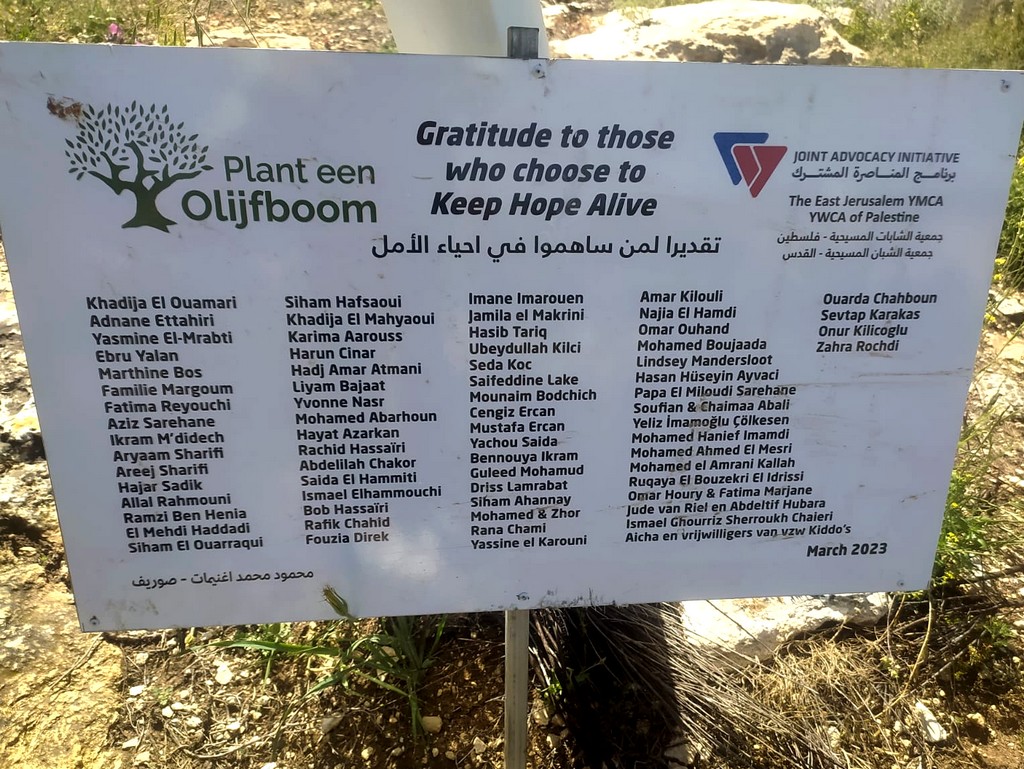 Plant een
Olijfboom
Gratitude to those
who choose to
Keep Hope Alive
تقديرا لمن ساهموا في احياء الأمل
JOINT ADVOCACY INITIATIVE
برنامج المناصرة المشترك
The East Jerusalem YMCA
YWCA of Palestine
جمعية الشابات المسيحية - فلسطين
جمعية الشبان المسيحية - القدس
Khadija El Ouamari
Adnane Ettahiri
Yasmine El-Mrabti
Ebru Yalan
Marthine Bos
Familie Margoum
Fatima Reyouchi
Aziz Sarehane
Ikram M'didech
Aryaam Sharifi
Areej Sharifi
Hajar Sadik
Allal Rahmouni
Ramzi Ben Henia
El Mehdi Haddadi
Siham El Ouarraqui
Siham Hafsaoui
Khadija El Mahyaoui
Karima Aarouss
Harun Cinar
Hadj Amar Atmani
Liyam Bajaat
Yvonne Nasr
Mohamed Abarhoun
Hayat Azarkan
Rachid Hassaïri
Abdelilah Chakor
Saida El Hammiti
Ismael Elhammouchi
Bob Hassaïri
Rafik Chahid
Fouzia Direk
Imane Imarouen
Jamila el Makrini
Hasib Tariq
Ubeydullah Kilci
Seda Koc
Saifeddine Lake
Mounaim Bodchich
Cengiz Ercan
Mustafa Ercan
Yachou Saida
Bennouya Ikram
Guleed Mohamud
Driss Lamrabat
Siham Ahannay
Mohamed & Zhor
Rana Chami
Yassine el Karouni
Amar Kilouli
Najia El Hamdi
Omar Ouhand
Mohamed Boujaada
Lindsey Mandersloot
Hasan Hüseyin Ayvaci
Papa El Miloudi Sarehane
Soufian & Chaimaa Abali
Yeliz İmamoğlu Çölkesen
Mohamed Hanief Imamdi
Mohamed Ahmed El Mesri
Mohamed el Amrani Kallah
Ruqaya El Bouzekri El Idrissi
Omar Houry & Fatima Marjane
Jude van Riel en Abdeltif Hubara
Ismael Ghourriz Sherroukh Chaieri
Aicha en vrijwilligers van vzw Kiddo's
Ouarda Chahboun
Sevtap Karakas
Onur Kilicoglu
Zahra Rochdi
March 2023
محمود محمد اغنيمات - صوريف